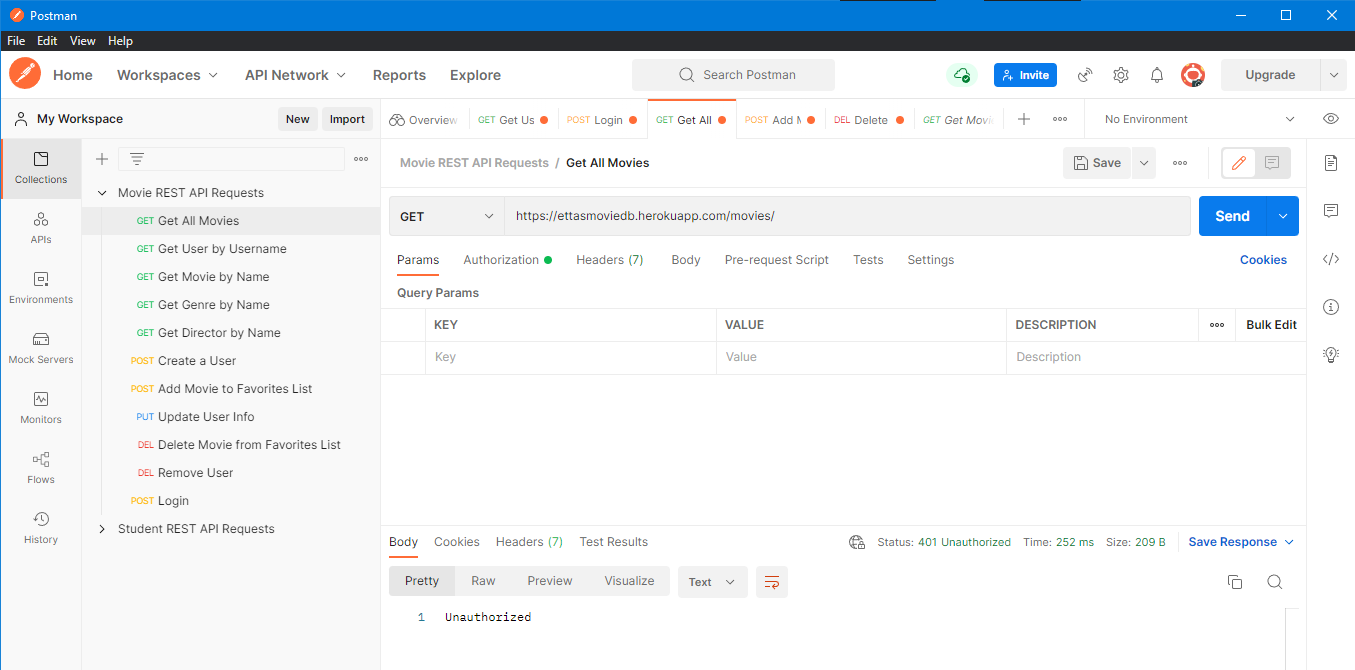 Postman
File Edit View Help
Home Workspaces API Network Reports Explore Search Postman Invite Upgrade
My Workspace New Import Overview GET Get Us POST Login GET Get All POST Add M DEL Delete GET Get Movi No Environment
Collections
APIs
Environments
Mock Servers
Monitors
Flows
History
Movie REST API Requests
GET Get All Movies
GET Get User by Username
GET Get Movie by Name
GET Get Genre by Name
GET Get Director by Name
POST Create a User
POST Add Movie to Favorites List
PUT Update User Info
DEL Delete Movie from Favorites List
DEL Remove User
POST Login
Student REST API Requests
Movie REST API Requests / Get All Movies Save
GET https://ettasmoviedb.herokuapp.com/movies/ Send
Params Authorization Headers (7) Body Pre-request Script Tests Settings Cookies
Query Params
KEY VALUE DESCRIPTION Bulk Edit
Key Value Description
Body Cookies Headers (7) Test Results Status: 401 Unauthorized Time: 252 ms Size: 209 B Save Response
Pretty Raw Preview Visualize Text
1 Unauthorized